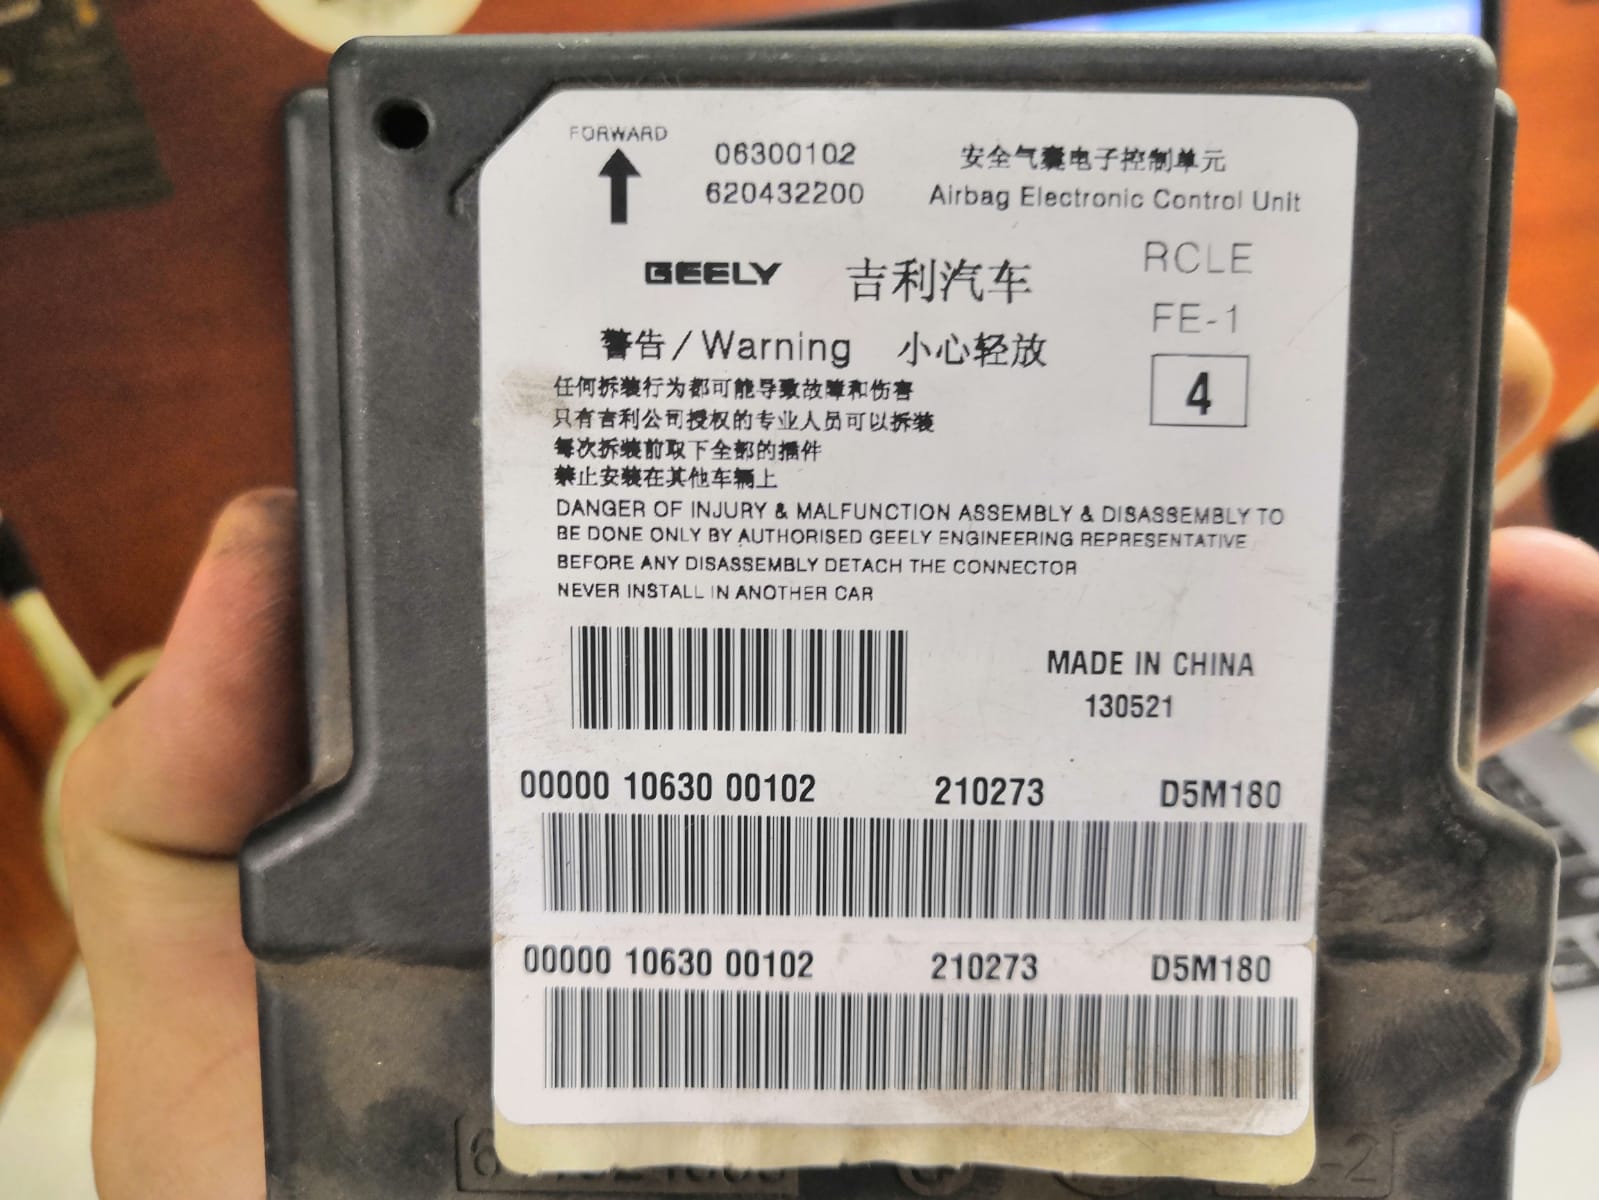 FORWARD
06300102
620432200
安全气囊电子控制单元
Airbag Electronic Control Unit
GEELY 吉利汽车
RCLE
FE-1
4
警告/Warning 小心轻放
任何拆装行为都可能导致故障和伤害
只有吉利公司授权的专业人员可以拆装
每次拆装前取下全部的插件
禁止安装在其他车辆上
DANGER OF INJURY & MALFUNCTION ASSEMBLY & DISASSEMBLY TO
BE DONE ONLY BY AUTHORISED GEELY ENGINEERING REPRESENTATIVE
BEFORE ANY DISASSEMBLY DETACH THE CONNECTOR
NEVER INSTALL IN ANOTHER CAR
MADE IN CHINA
130521
00000 10630 00102 210273 D5M180
00000 10630 00102 210273 D5M180